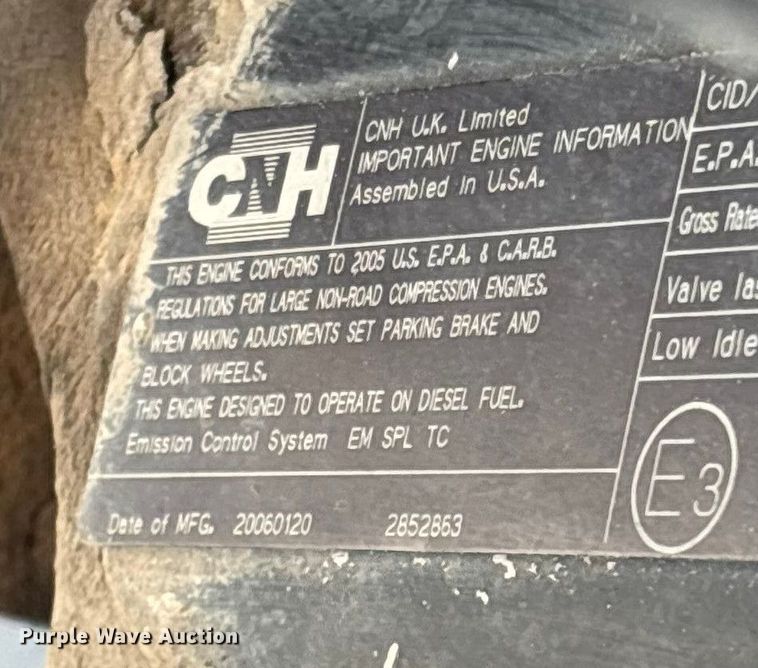 CNH
CNH U.K. Limited
IMPORTANT ENGINE INFORMATION
Assembled in U.S.A.
THIS ENGINE CONFORMS TO 2005 U.S. E.P.A. & C.A.R.B.
REGULATIONS FOR LARGE NON-ROAD COMPRESSION ENGINES.
WHEN MAKING ADJUSTMENTS SET PARKING BRAKE AND
BLOCK WHEELS.
THIS ENGINE DESIGNED TO OPERATE ON DIESEL FUEL.
Emission Control System EM SPL TC
Date of MFG. 20060120 2852863
CID/
E.P.A.
Gross Rate
Valve las
Low Idle
E3
Purple Wave Auction